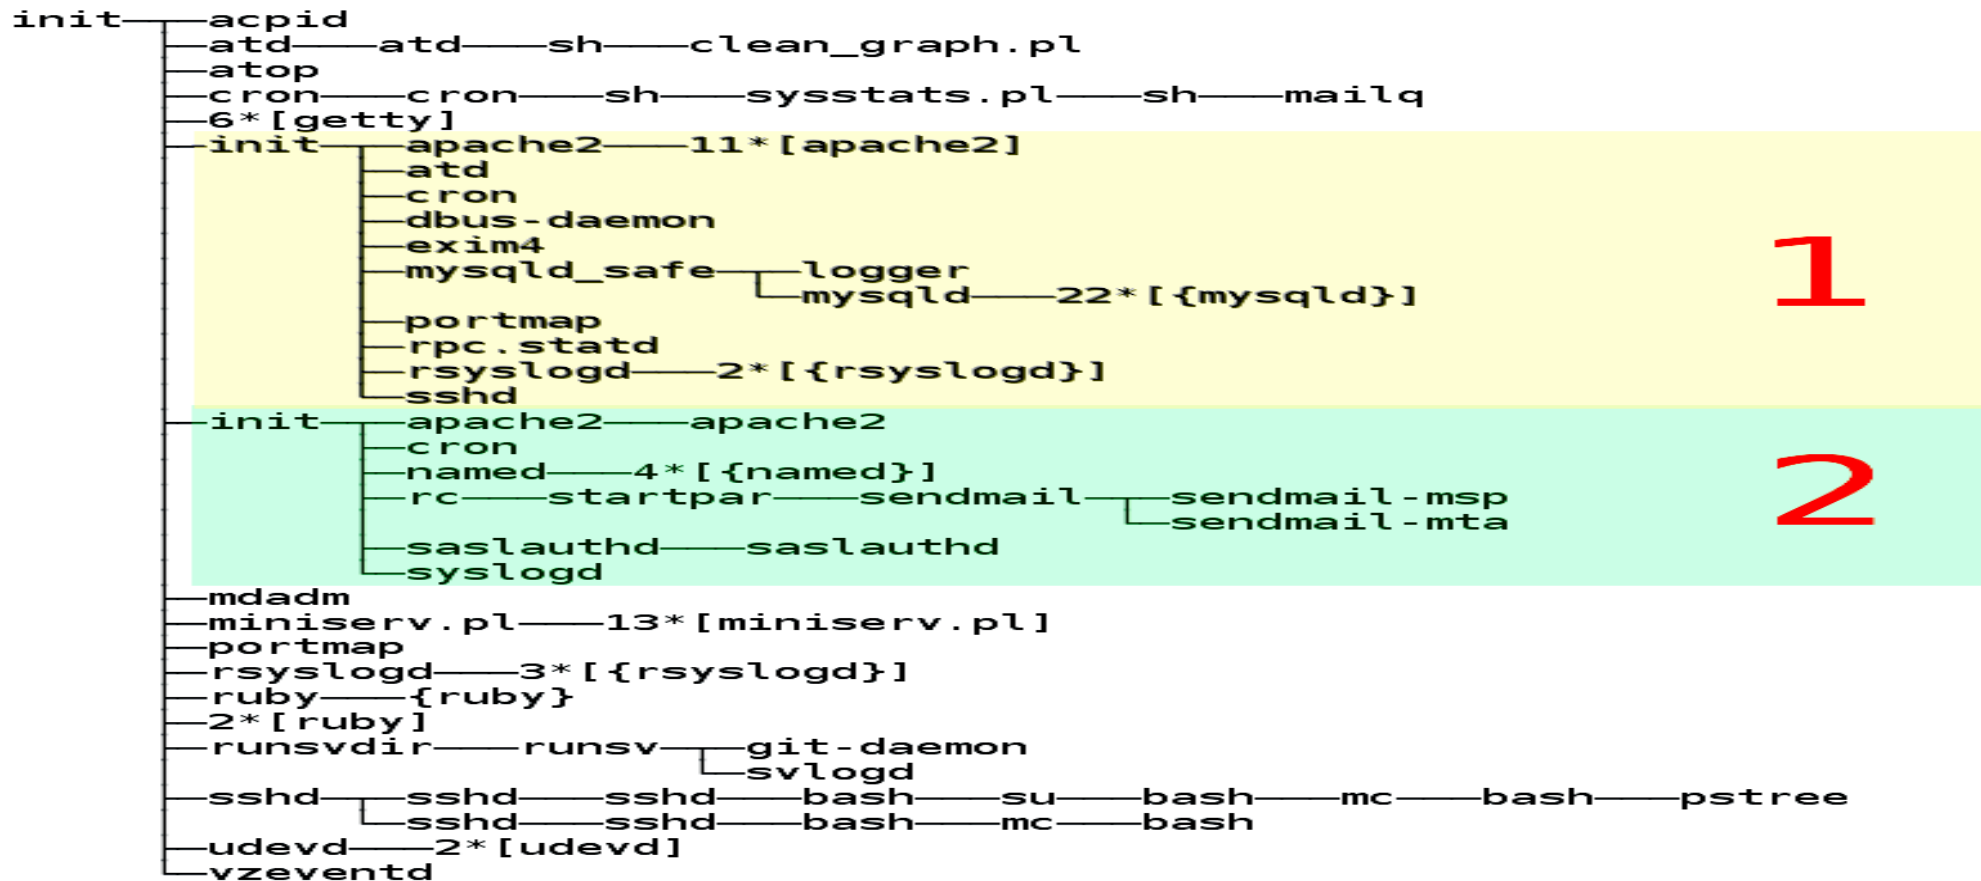 init─┬─acpid
     ├─atd───atd───sh───clean_graph.pl
     ├─atop
     ├─cron───cron───sh───sysstats.pl───sh───mailq
     ├─6*[getty]
     ├─init─┬─apache2───11*[apache2]
     │      ├─atd
     │      ├─cron
     │      ├─dbus-daemon
     │      ├─exim4
     │      ├─mysqld_safe─┬─logger
     │      │             └─mysqld───22*[{mysqld}]
     │      ├─portmap
     │      ├─rpc.statd
     │      ├─rsyslogd───2*[{rsyslogd}]
     │      └─sshd
1
     ├─init─┬─apache2───apache2
     │      ├─cron
     │      ├─named───4*[{named}]
     │      ├─rc───startpar───sendmail─┬─sendmail-msp
     │      │                          └─sendmail-mta
     │      ├─saslauthd───saslauthd
     │      └─syslogd
2
     ├─mdadm
     ├─miniserv.pl───13*[miniserv.pl]
     ├─portmap
     ├─rsyslogd───3*[{rsyslogd}]
     ├─ruby───{ruby}
     ├─2*[ruby]
     ├─runsvdir───runsv─┬─git-daemon
     │                  └─svlogd
     ├─sshd─┬─sshd───sshd───bash───su───bash───mc───bash───pstree
     │      └─sshd───sshd───bash───mc───bash
     ├─udevd───2*[udevd]
     └─vzeventd